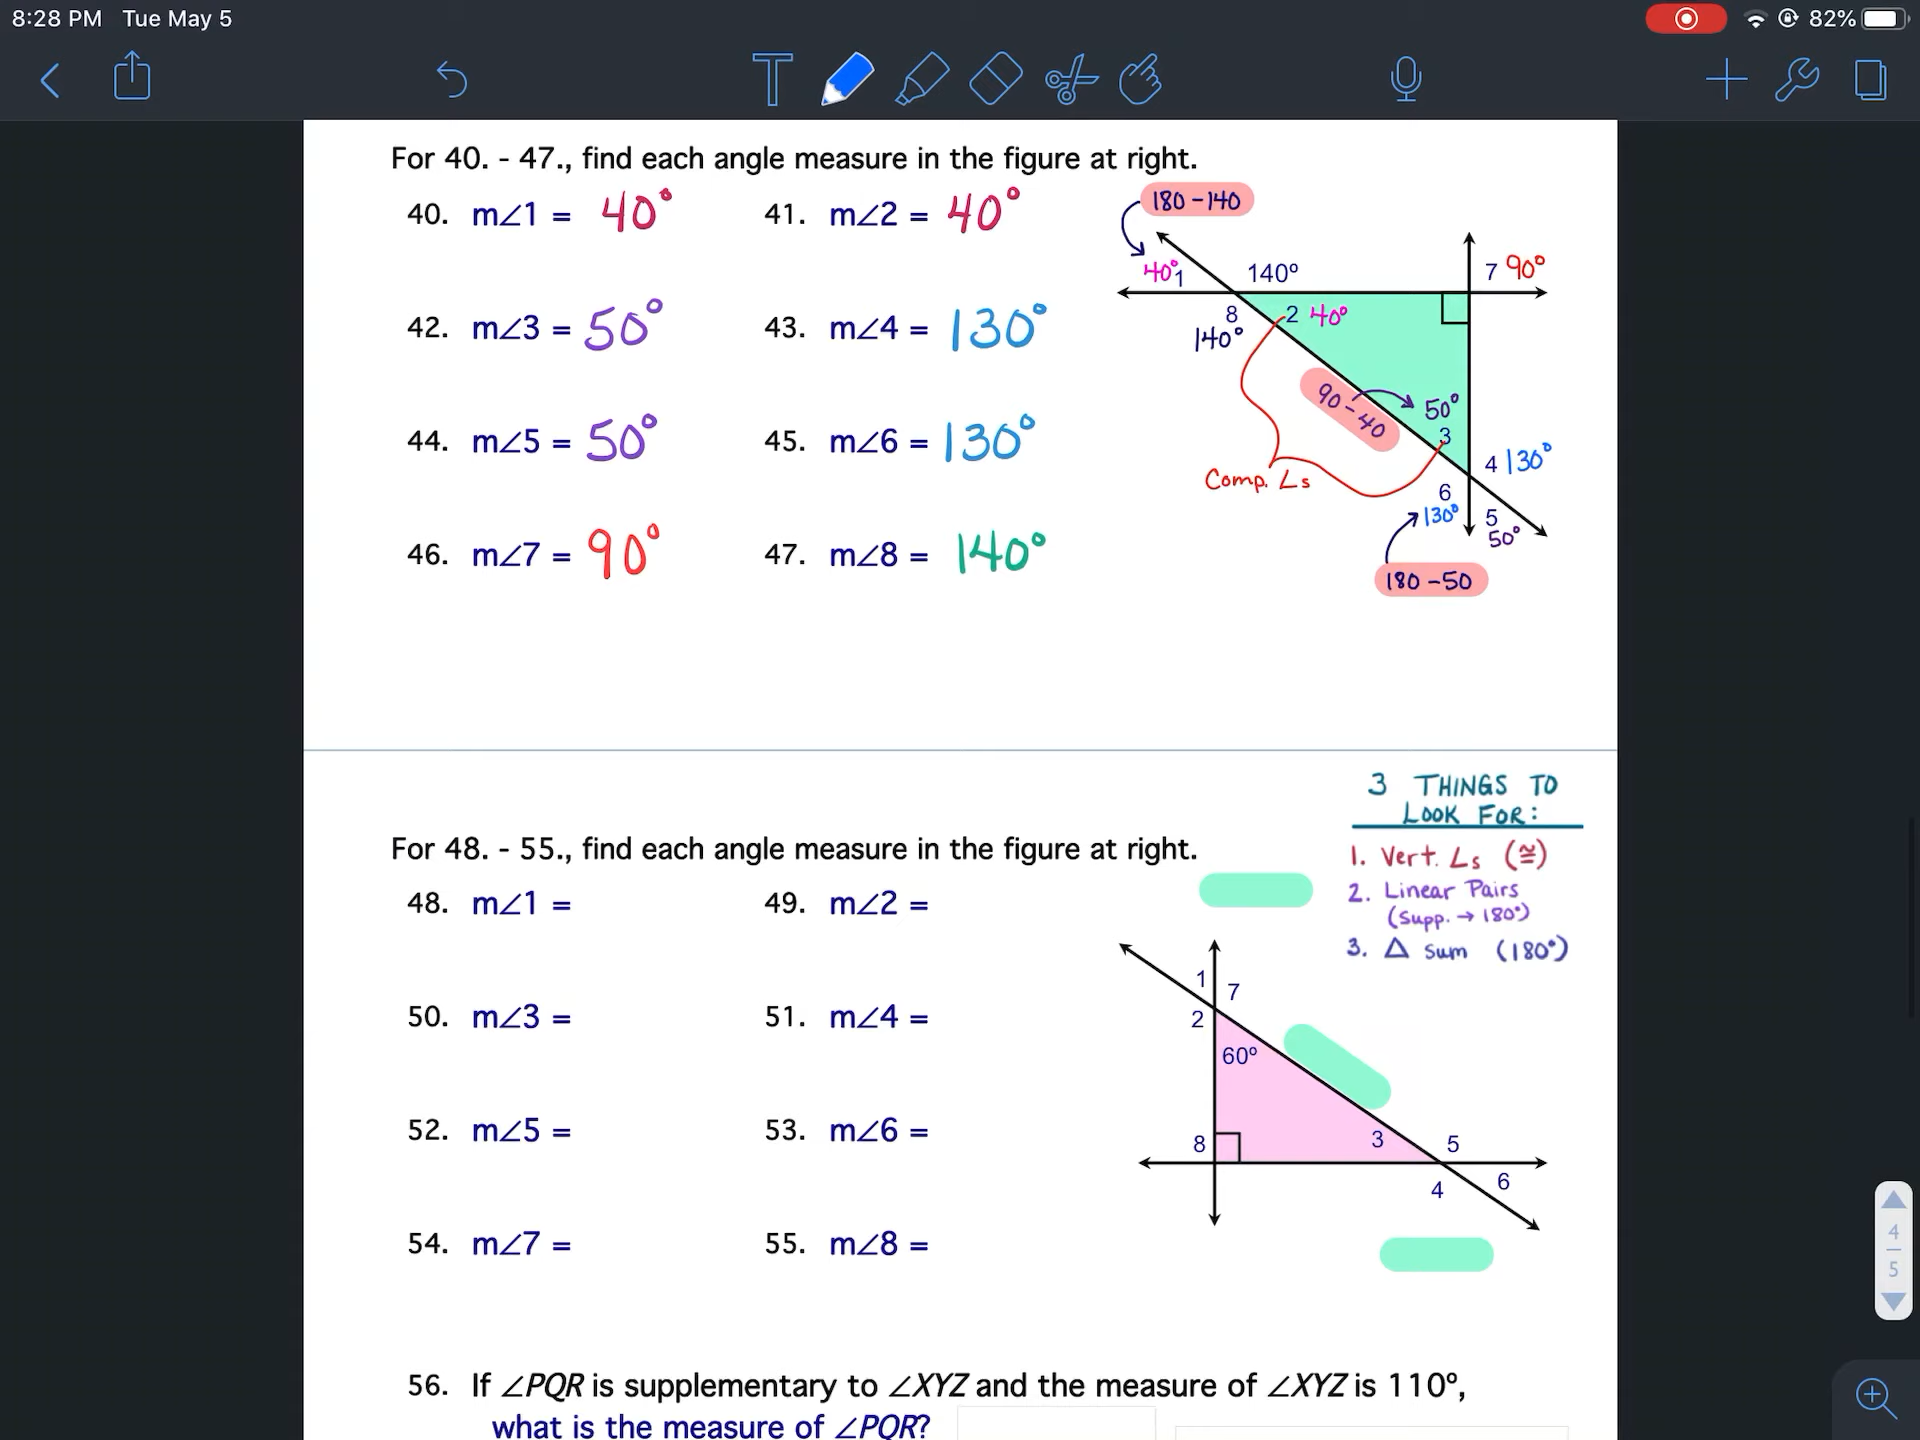 8:28 PM Tue May 5
82%
For 40. - 47., find each angle measure in the figure at right.
40. m∠1 = 40°
41. m∠2 = 40°
42. m∠3 = 50°
43. m∠4 = 130°
44. m∠5 = 50°
45. m∠6 = 130°
46. m∠7 = 90°
47. m∠8 = 140°
180 - 140
40° 1
140º
7 90°
8
140°
2 40°
90 - 40
50°
3
Comp. ∠s
4 130°
6
130°
5
50°
180 - 50
3 THINGS TO
LOOK FOR:
1. Vert. ∠s (≅)
2. Linear Pairs
(Supp. → 180°)
3. △ Sum (180°)
For 48. - 55., find each angle measure in the figure at right.
48. m∠1 =
49. m∠2 =
50. m∠3 =
51. m∠4 =
52. m∠5 =
53. m∠6 =
54. m∠7 =
55. m∠8 =
1
7
2
60º
8
3
5
4
6
4
5
56. If ∠PQR is supplementary to ∠XYZ and the measure of ∠XYZ is 110º,
what is the measure of ∠PQR?